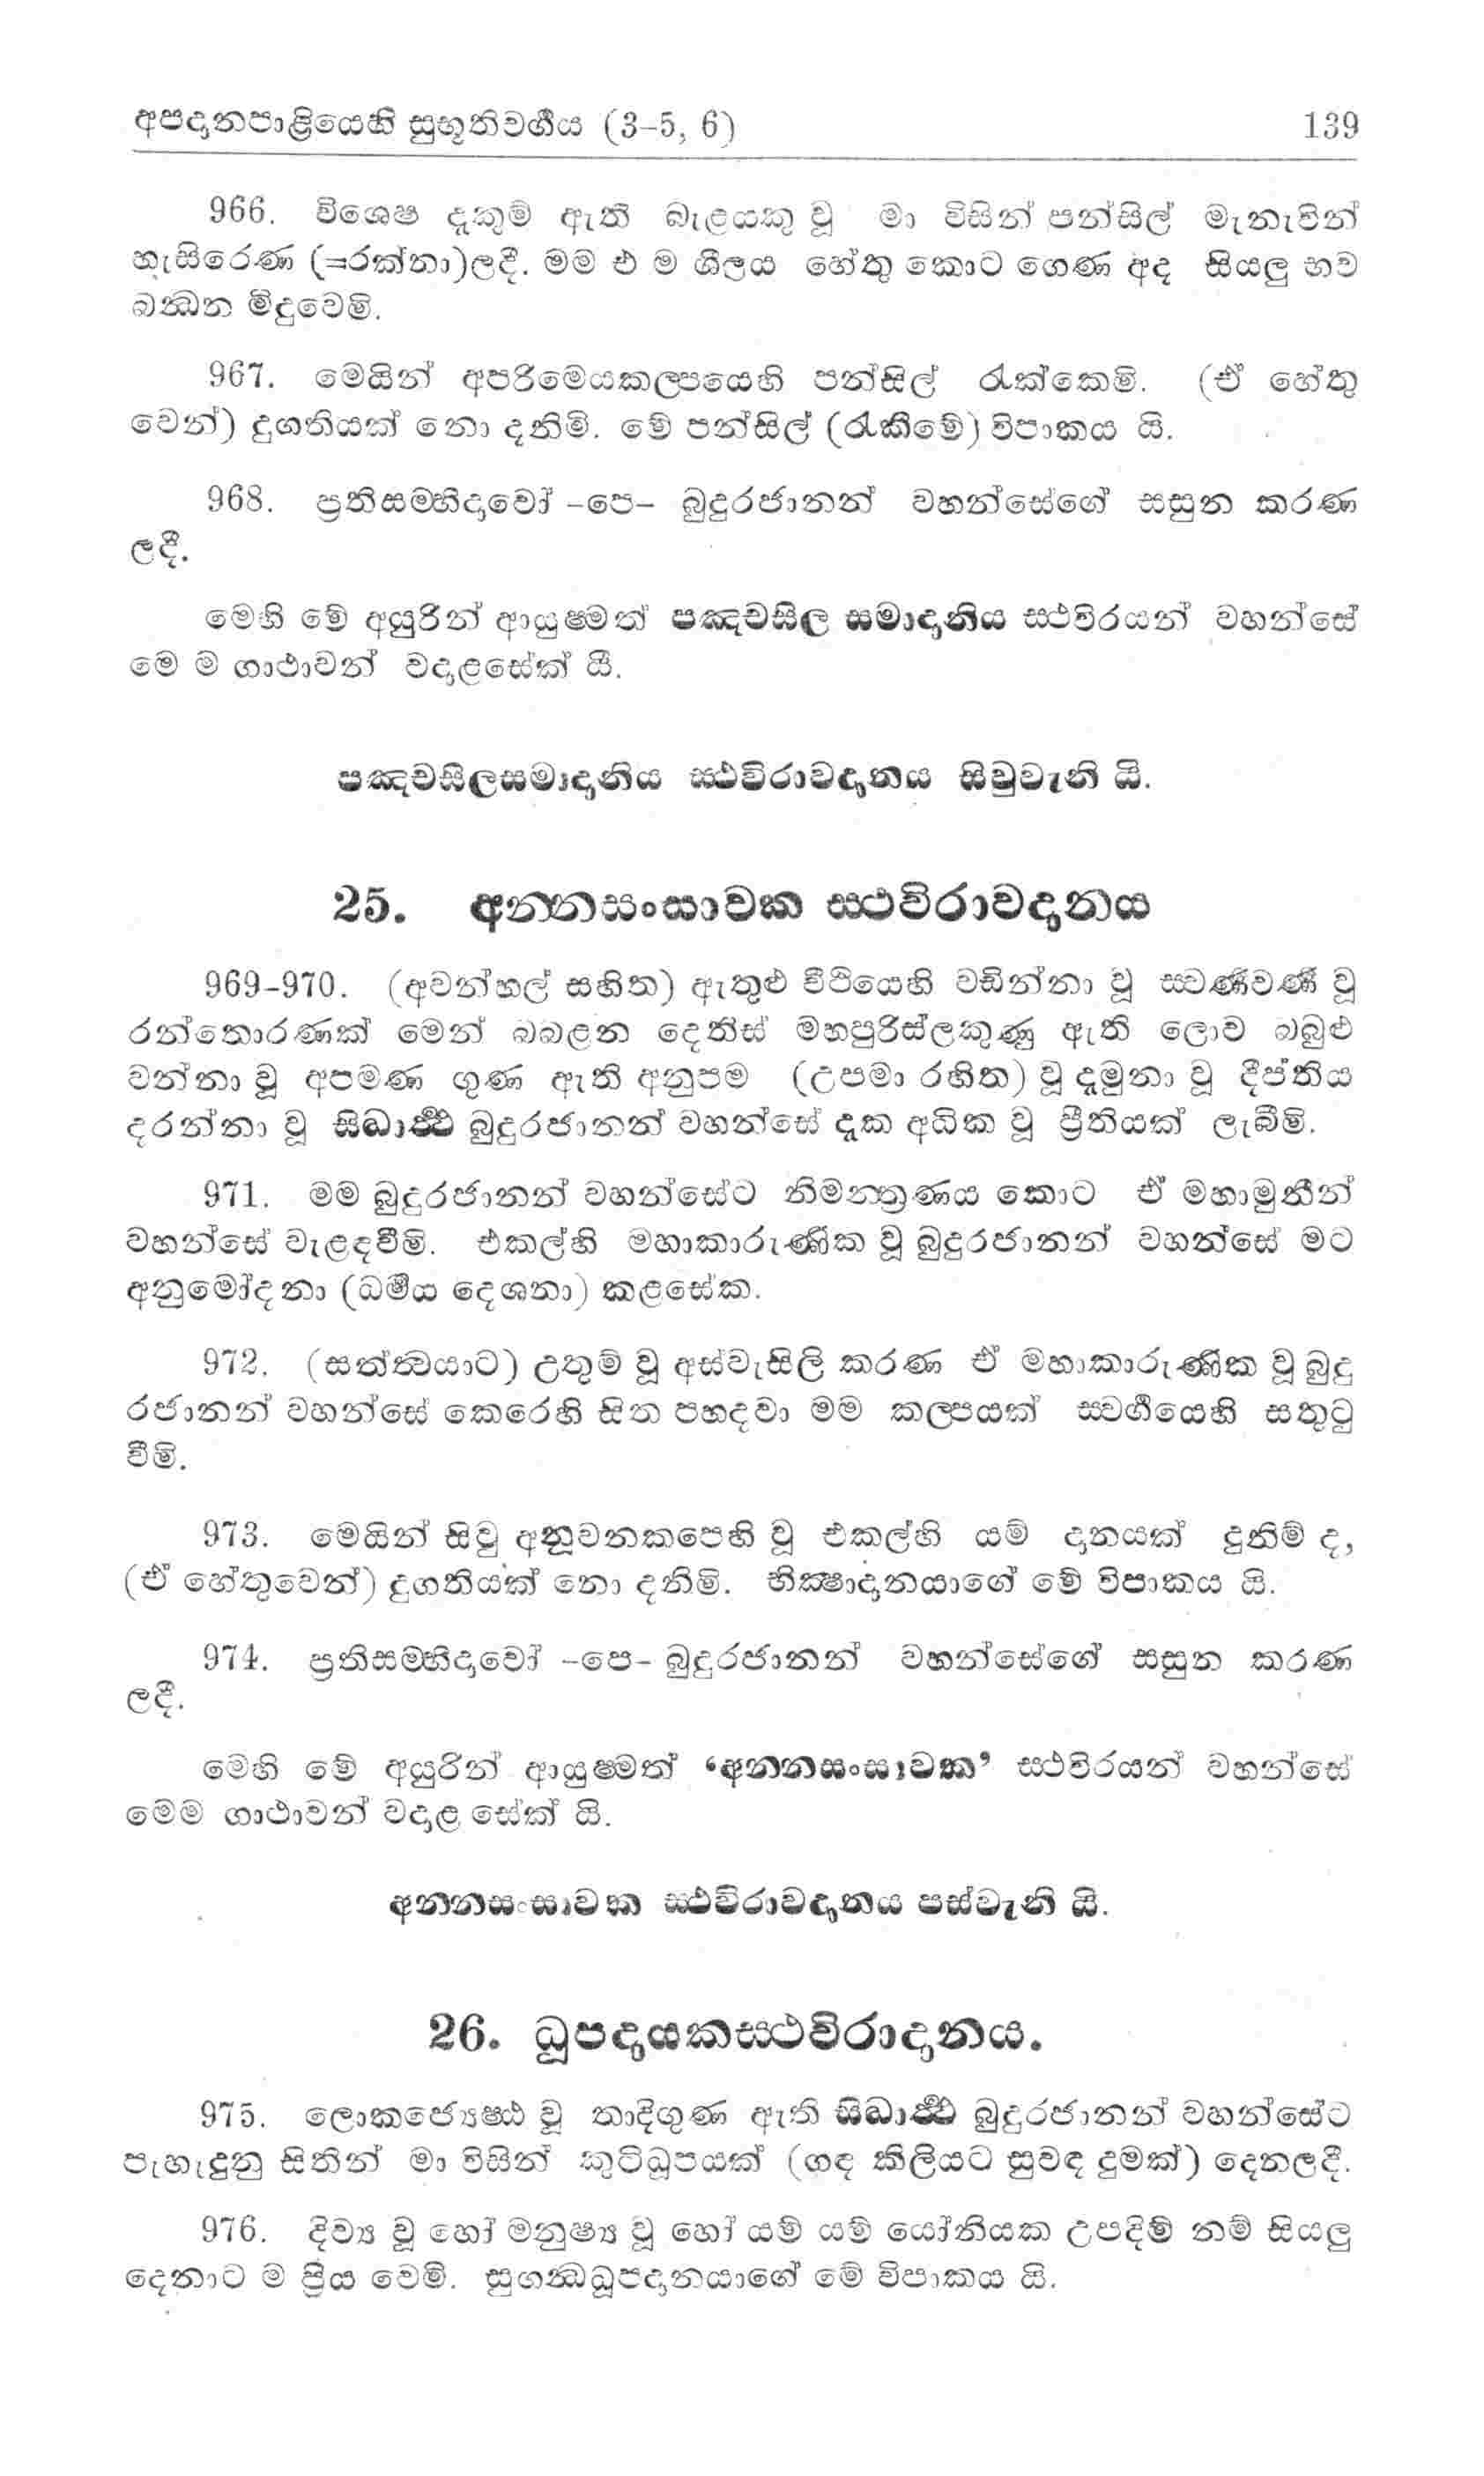 අපදානපාළියෙහි සුභූතිවර්‍ගය (3-5, 6) 139
966. විශෙෂ දැකුම් ඇති බැළයකු වූ මා විසින් පන්සිල් මැනැවින්
හැසිරෙණ (=රක්නා)ලදී. මම එ ම ශීලය හේතු කොට ගෙණ අද සියලු භව
බන්‍ධන මිදුවෙමි.
967. මෙයින් අපරිමෙයකල්‍පයෙහි පන්සිල් රැක්කෙමි. (ඒ හේතු
වෙන්) දුගතියක් නො දනිමි. මේ පන්සිල් (රැකීමේ) විපාකය යි.
968. ප්‍රතිසම්භිදාවෝ -පෙ- බුදුරජානන් වහන්සේගේ සසුන කරණ
ලදී.
මෙහි මේ අයුරින් ආයුෂ්මත් පඤ්චසීල සමාදානිය ස්ථවිරයන් වහන්සේ
මෙ ම ගාථාවන් වදාළසේක් යි.
පඤ්චසීලසමාදානිය ස්ථවිරාවදානය සිවුවැනි යි.
25. අන්නසංසාවක ස්ථවිරාවදානය
969-970. (අවන්හල් සහිත) ඇතුළු වීථියෙහි වඩින්නා වූ ස්වර්‍ණවර්‍ණ වූ
රන්තොරණක් මෙන් බබළන දෙතිස් මහපුරිස්ලකුණු ඇති ලොව බබුළු
වන්නා වූ අපමණ ගුණ ඇති අනුපම (උපමා රහිත) වූ දැමුනා වූ දීප්තිය
දරන්නා වූ සිද්ධාර්‍ත්‍ථ බුදුරජානන් වහන්සේ දැක අධික වූ ප්‍රීතියක් ලැබීමි.
971. මම බුදුරජානන් වහන්සේට නිමන්ත්‍රණය කොට ඒ මහාමුනීන්
වහන්සේ වැළඳවීමි. එකල්හි මහාකාරුණික වූ බුදුරජානන් වහන්සේ මට
අනුමෝදනා (ධර්‍මය දෙශනා) කළසේක.
972. (සත්ත්‍වයාට) උතුම් වූ අස්වැසිලි කරණ ඒ මහාකාරුණික වූ බුදු
රජානන් වහන්සේ කෙරෙහි සිත පහදවා මම කල්‍පයක් ස්වර්‍ගයෙහි සතුටු
වීමි.
973. මෙයින් සිවු අනූවනකපෙහි වූ එකල්හි යම් දානයක් දුනිම් ද,
(ඒ හේතුවෙන්) දුගතියක් නො දනිමි. භික්‍ෂාදානයාගේ මේ විපාකය යි.
974. ප්‍රතිසම්භිදාවෝ -පෙ- බුදුරජානන් වහන්සේගේ සසුන කරණ
ලදී.
මෙහි මේ අයුරින් ආයුෂ්මත් ‘අන්නසංසාවක’ ස්ථවිරයන් වහන්සේ
මෙම ගාථාවන් වදාළ සේක් යි.
අන්නසංසාවක ස්ථවිරාවදානය පස්වැනි යි.
26. ධූපදායකස්ථවිරාදානය.
975. ලොකජ්‍යෙෂ්ඨ වූ තාදිගුණ ඇති සිද්ධාර්‍ත්‍ථ බුදුරජානන් වහන්සේට
පැහැදුනු සිතින් මා විසින් කුටිධූපයක් (ගඳ කිලියට සුවඳ දුමක්) දෙනලදී.
976. දිව්‍ය වූ හෝ මනුෂ්‍ය වූ හෝ යම් යම් යෝනියක උපදිම් නම් සියලු
දෙනාට ම ප්‍රිය වෙමි. සුගන්‍ධධූපදානයාගේ මේ විපාකය යි.